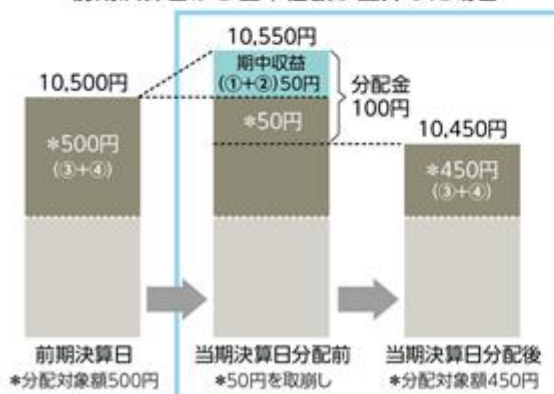 10,550円
期中収益
(①+②)50円
分配金
100円
10,500円
*500円
(③+④)
*50円
10,450円
*450円
(③+④)
前期決算日
*分配対象額500円
当期決算日分配前
*50円を取崩し
当期決算日分配後
*分配対象額450円